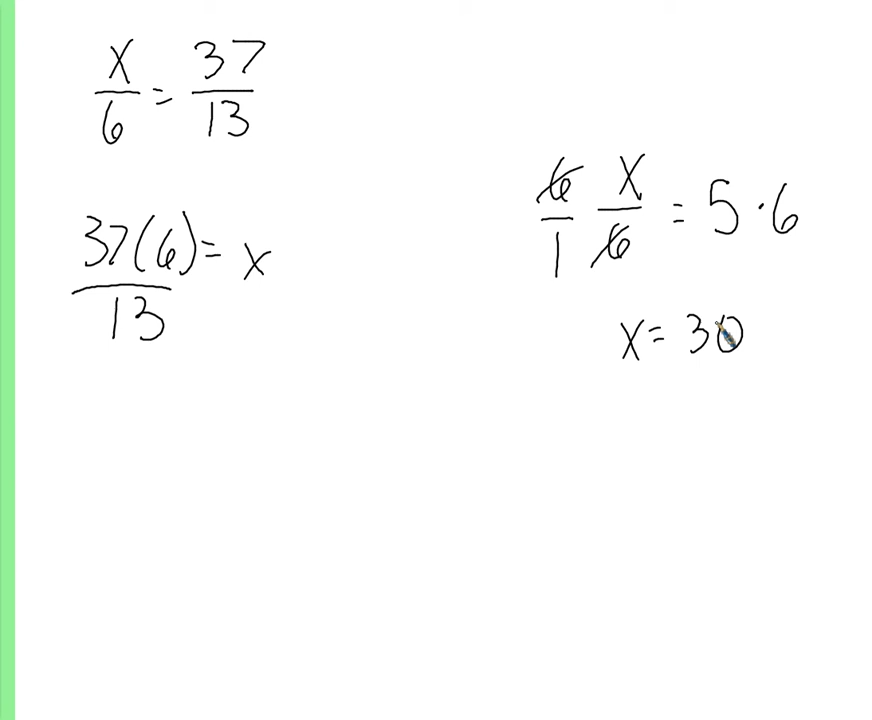 x/6 = 37/13
37(6)/13 = x
6/1 x/6 = 5 · 6
x = 30